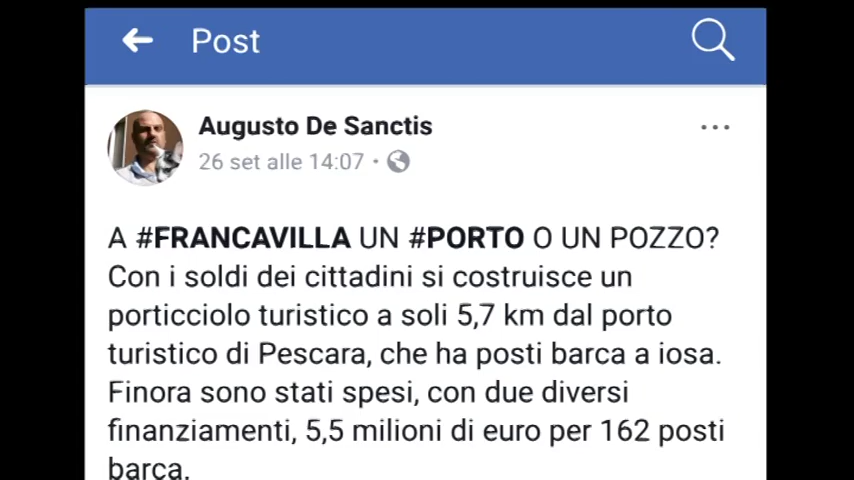 Post
Augusto De Sanctis
26 set alle 14:07 •
A #FRANCAVILLA UN #PORTO O UN POZZO?
Con i soldi dei cittadini si costruisce un
porticciolo turistico a soli 5,7 km dal porto
turistico di Pescara, che ha posti barca a iosa.
Finora sono stati spesi, con due diversi
finanziamenti, 5,5 milioni di euro per 162 posti
barca.